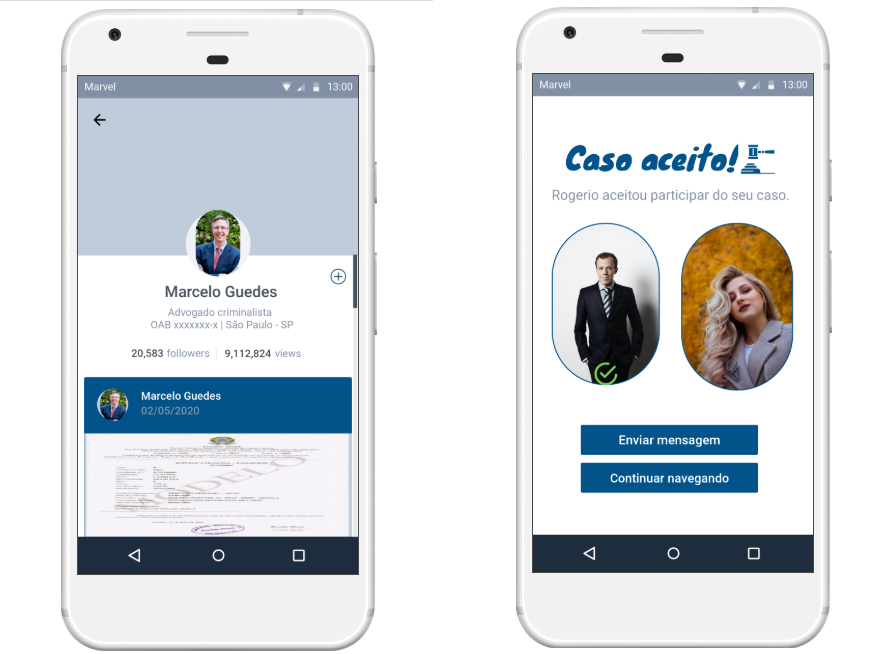 Marvel
13:00
Marcelo Guedes
Advogado criminalista
OAB xxxxxxx-x | São Paulo - SP
20,583 followers
9,112,824 views
Marcelo Guedes
02/05/2020
MODELO
Marvel
13:00
Caso aceito!
Rogerio aceitou participar do seu caso.
Enviar mensagem
Continuar navegando